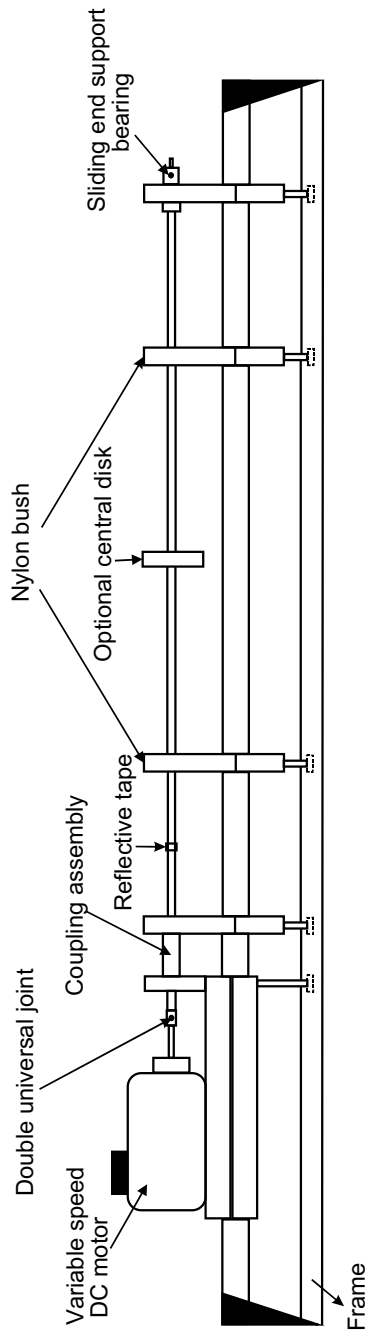 Variable speed
DC motor
Double universal joint
Coupling assembly
Reflective tape
Nylon bush
Optional central disk
Sliding end support
bearing
Frame